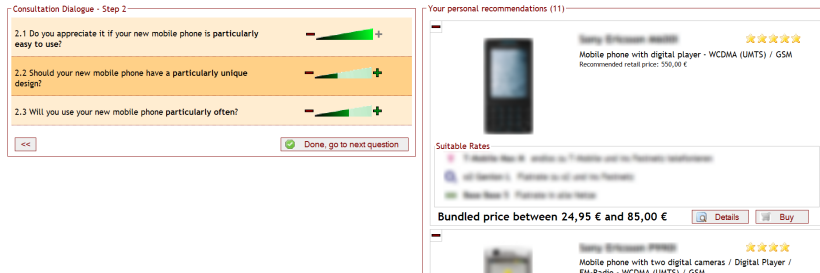 Consultation Dialogue - Step 2
2.1 Do you appreciate it if your new mobile phone is particularly
easy to use?
2.2 Should your new mobile phone have a particularly unique
design?
2.3 Will you use your new mobile phone particularly often?
<<
Done, go to next question
Your personal recommendations (11)
Mobile phone with digital player - WCDMA (UMTS) / GSM
Recommended retail price: 550,00 €
Suitable Rates
Bundled price between 24,95 € and 85,00 €
Details
Buy
Mobile phone with two digital cameras / Digital Player /
FM-Radio - WCDMA (UMTS) / GSM